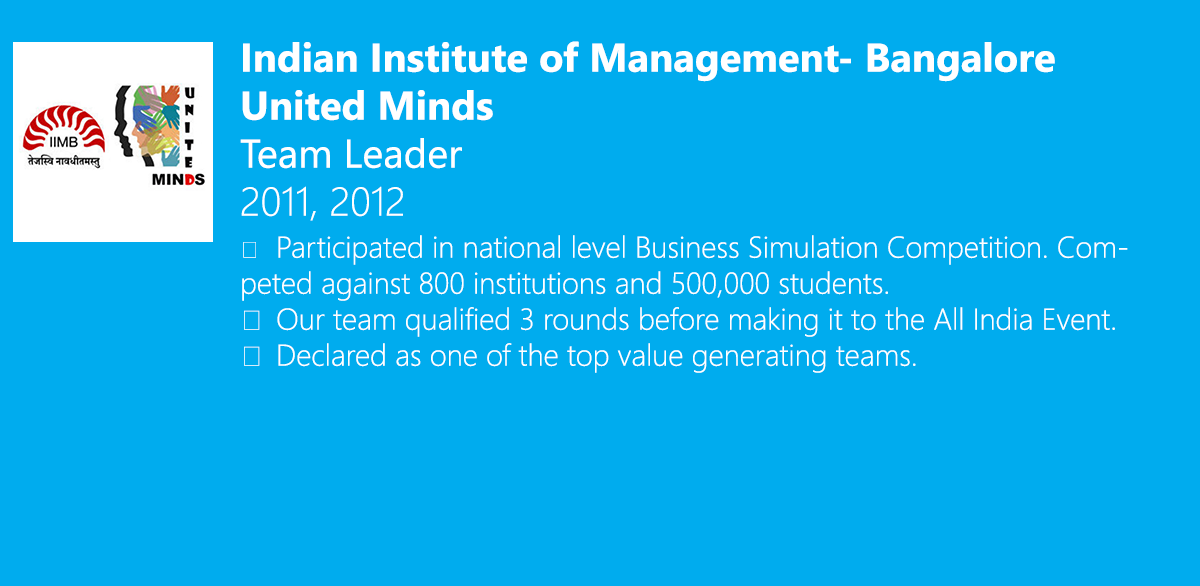 Indian Institute of Management- Bangalore
United Minds
Team Leader
2011, 2012
□ Participated in national level Business Simulation Competition. Com-
peted against 800 institutions and 500,000 students.
□ Our team qualified 3 rounds before making it to the All India Event.
□ Declared as one of the top value generating teams.
IIMB
तेजस्वि नावधीतमस्तु
UNITE
MINDS